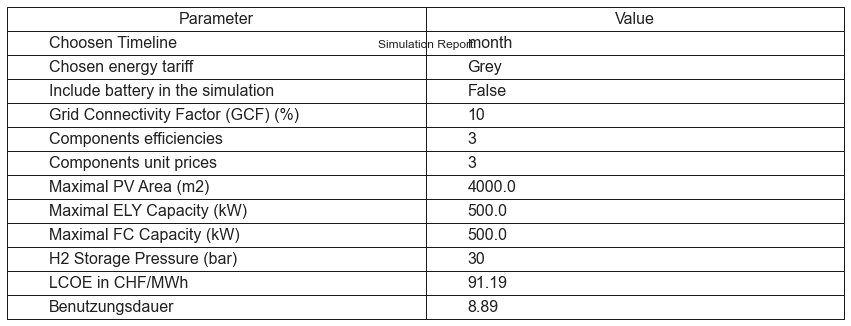 Parameter Value
Simulation Report
Choosen Timeline month
Chosen energy tariff Grey
Include battery in the simulation False
Grid Connectivity Factor (GCF) (%) 10
Components efficiencies 3
Components unit prices 3
Maximal PV Area (m2) 4000.0
Maximal ELY Capacity (kW) 500.0
Maximal FC Capacity (kW) 500.0
H2 Storage Pressure (bar) 30
LCOE in CHF/MWh 91.19
Benutzungsdauer 8.89